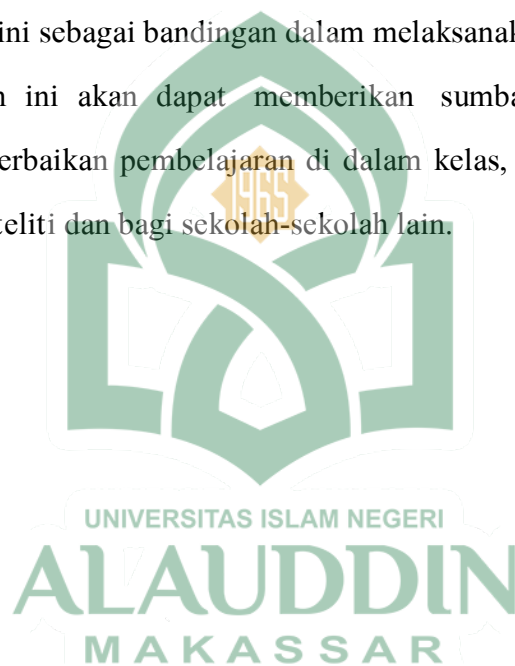 ini sebagai bandingan dalam melaksanak
ini akan dapat memberikan sumba
erbaikan pembelajaran di dalam kelas,
teliti dan bagi sekolah-sekolah lain.
1965
UNIVERSITAS ISLAM NEGERI
ALAUDDIN
MAKASSAR